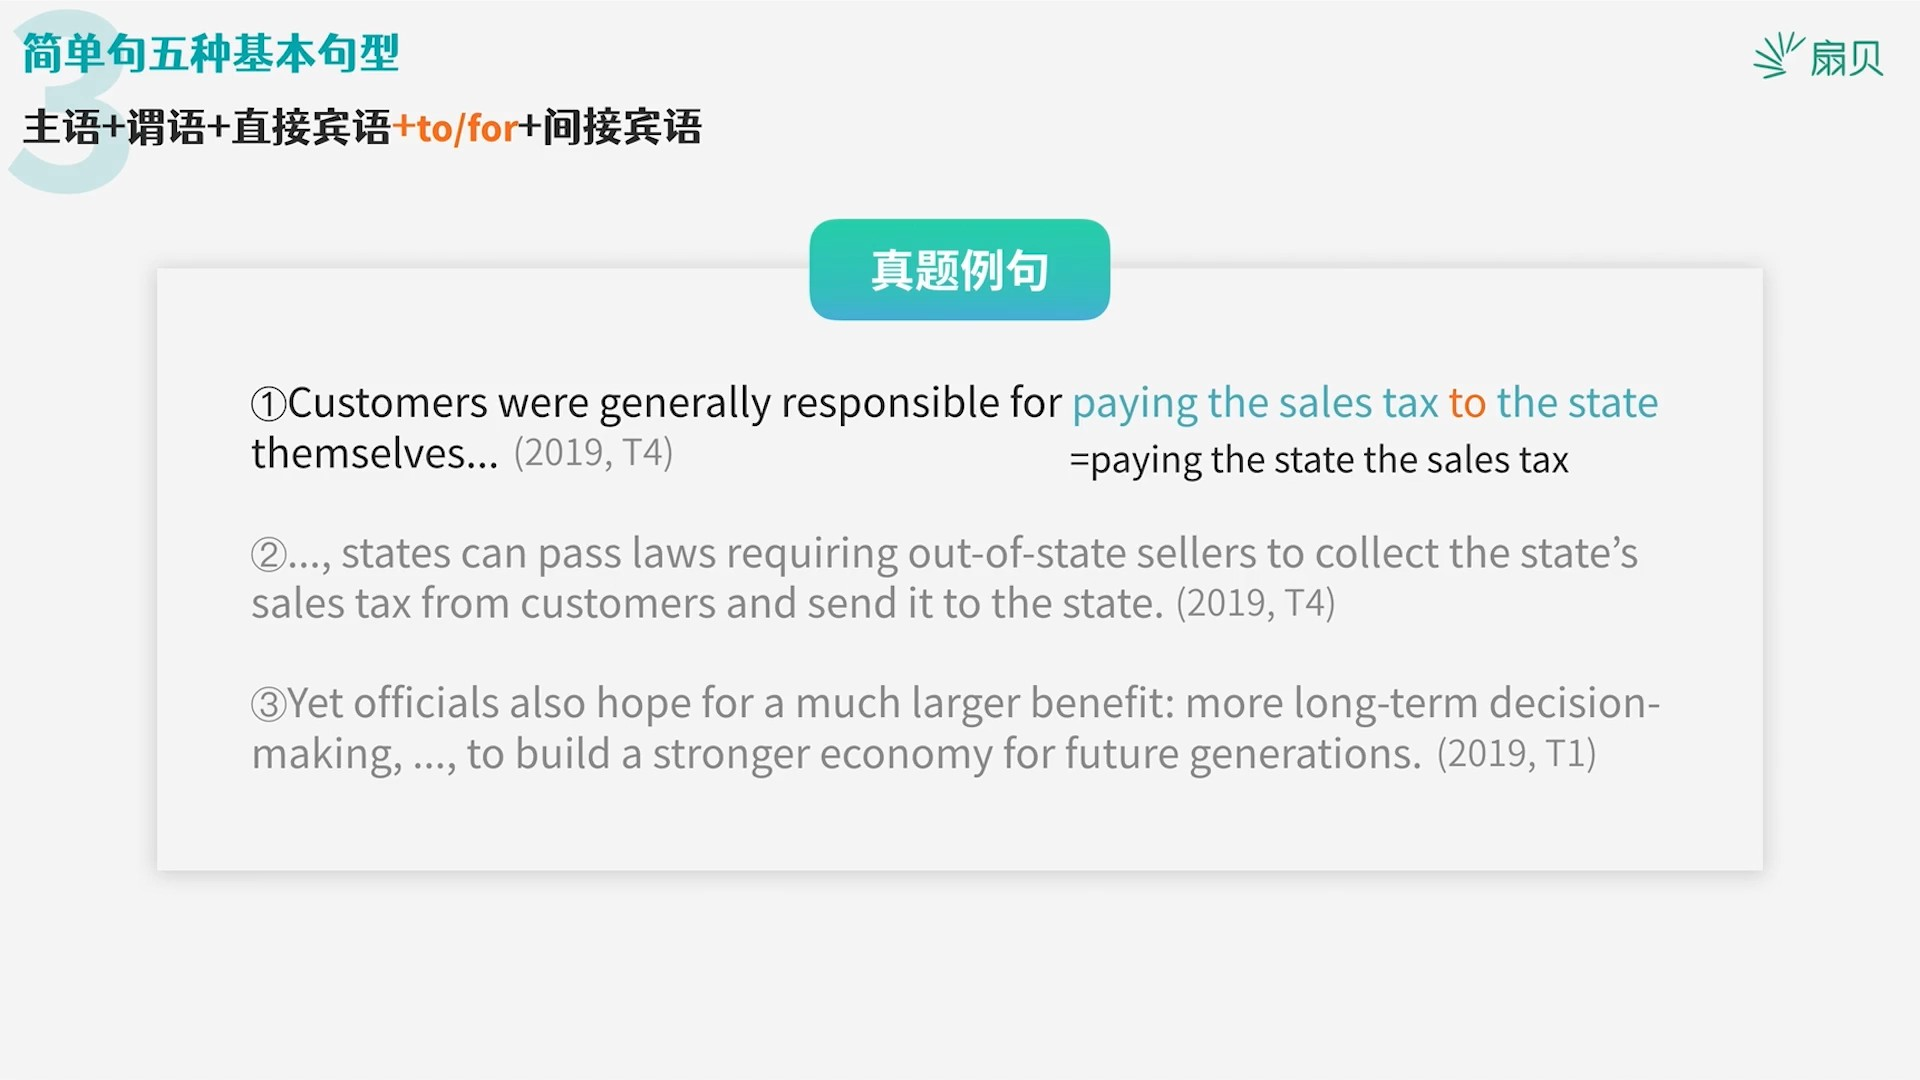 3
简单句五种基本句型
扇贝
主语+谓语+直接宾语+to/for+间接宾语
真题例句
①Customers were generally responsible for paying the sales tax to the state
themselves... (2019, T4)
=paying the state the sales tax
②..., states can pass laws requiring out-of-state sellers to collect the state’s
sales tax from customers and send it to the state. (2019, T4)
③Yet officials also hope for a much larger benefit: more long-term decision-
making, ..., to build a stronger economy for future generations. (2019, T1)